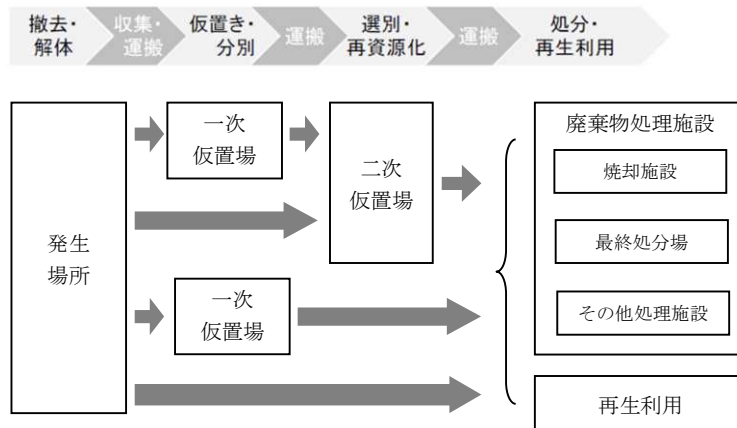 撤去・
解体
収集・
運搬
仮置き・
分別
運搬
選別・
再資源化
運搬
処分・
再生利用
発生
場所
一次
仮置場
二次
仮置場
一次
仮置場
廃棄物処理施設
焼却施設
最終処分場
その他処理施設
再生利用